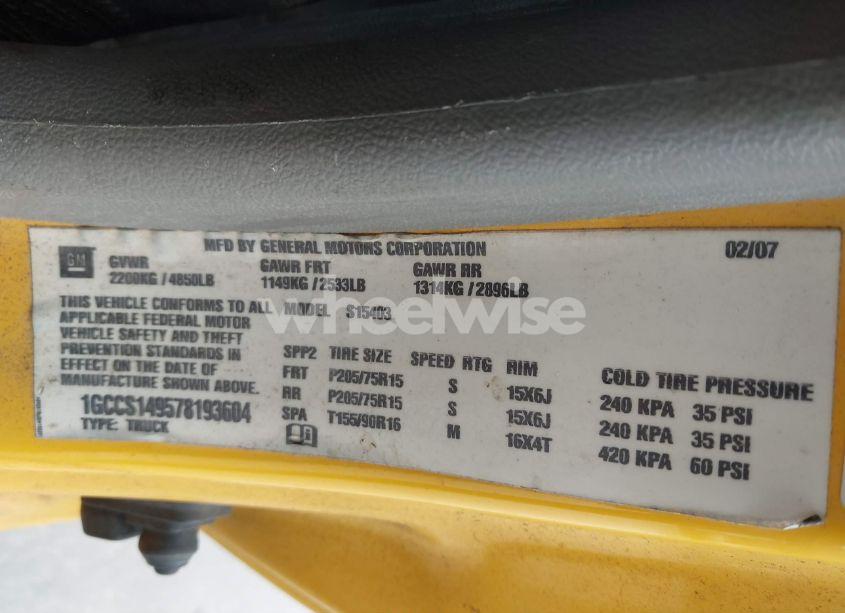 MFD BY GENERAL MOTORS CORPORATION 02/07
GM GVWR GAWR FRT GAWR RR
2200KG / 4850LB 1149KG / 2533LB 1314KG / 2896LB
THIS VEHICLE CONFORMS TO ALL MODEL S15403
APPLICABLE FEDERAL MOTOR
VEHICLE SAFETY AND THEFT
PREVENTION STANDARDS IN
EFFECT ON THE DATE OF
MANUFACTURE SHOWN ABOVE.
1GCCS149578193604
TYPE: TRUCK
SPP2 TIRE SIZE SPEED RTG RIM COLD TIRE PRESSURE
FRT P205/75R15 S 15X6J 240 KPA 35 PSI
RR P205/75R15 S 15X6J 240 KPA 35 PSI
SPA T155/90R16 M 16X4T 420 KPA 60 PSI
wheelwise